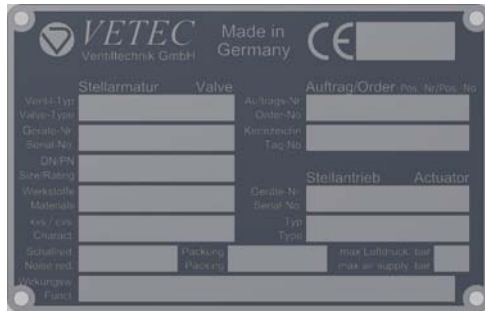 VETEC
Ventiltechnik GmbH
Made in
Germany
CE
Stellarmatur Valve
Auftrag/Order Pos.-Nr/Pos.-No
Ventil-Typ
Valve-Type
Auftrags-Nr
Order-No
Geräte-Nr
Serial-No
Kennzeichn
Tag No
DN/PN
Size/Rating
Stellantrieb Actuator
Werkstoffe
Materials
Geräte-Nr
Serial-No
kvs / cvs
Charact.
Typ
Type
Schallred.
Noise red.
Packung
Packing
max Luftdruck bar
max air supply bar
Wirkungsw
Funct.